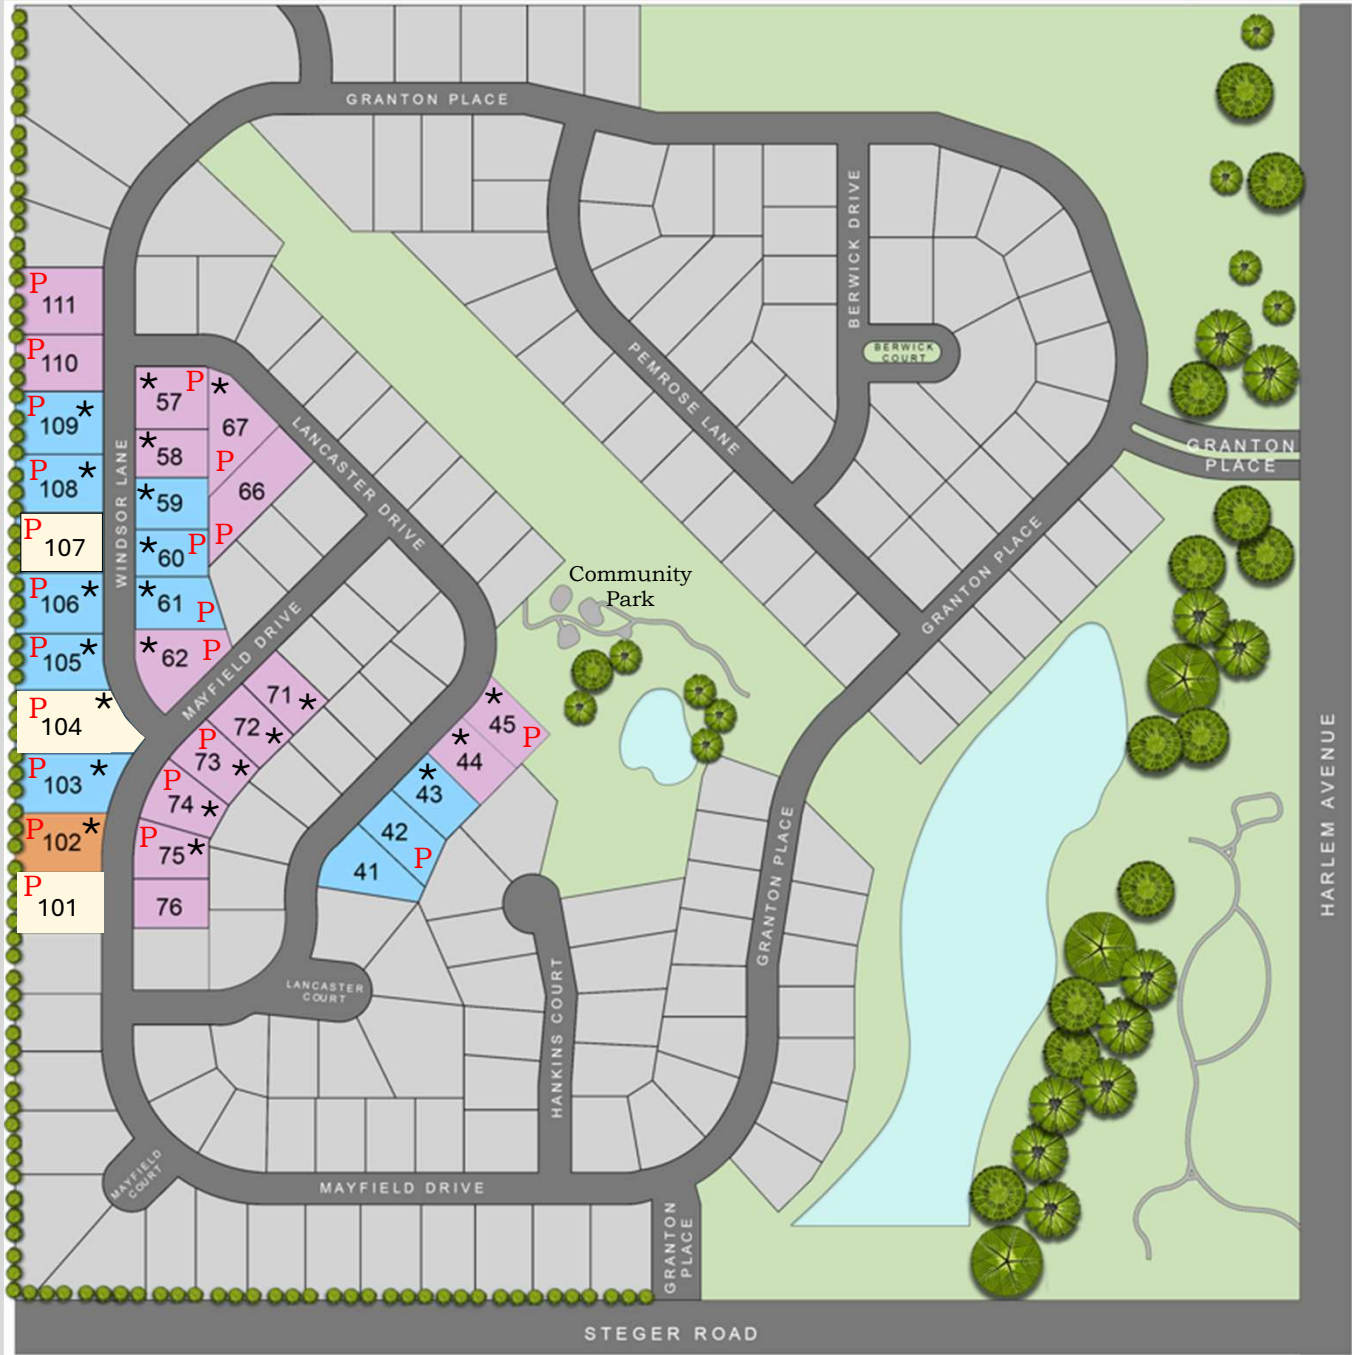 GRANTON PLACE
BERWICK DRIVE
BERWICK
COURT
PEMROSE LANE
GRANTON
PLACE
GRANTON PLACE
HARLEM AVENUE
P
111
P
110
P
109 *
P
108 *
P
107
P
106 *
P
105 *
P
104 *
P
103 *
P
102 *
P
101
WINDSOR LANE
* P
57
*
58
* 59
* 60 P
* 61 P
* 62 P
*
67
P
66
P
LANCASTER DRIVE
MAYFIELD DRIVE
71 *
72 *
P
73 *
P
74 *
P
75 *
76
*
45 P
*
44
*
43
42
P
41
Community
Park
GRANTON PLACE
LANCASTER
COURT
HANKINS COURT
MAYFIELD
COURT
MAYFIELD DRIVE
GRANTON
PLACE
STEGER ROAD